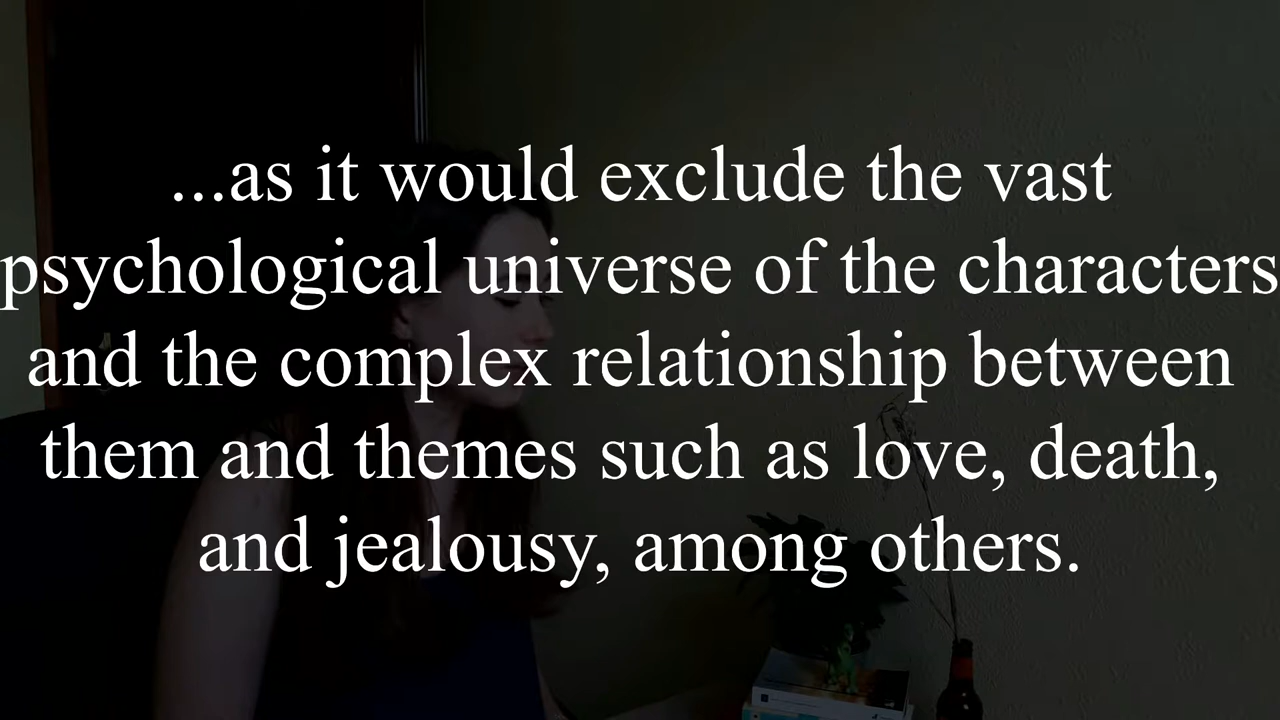 ...as it would exclude the vast
psychological universe of the characters
and the complex relationship between
them and themes such as love, death,
and jealousy, among others.